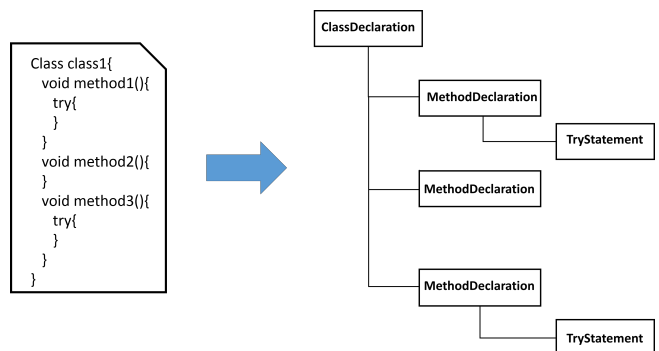 Class class1{
void method1(){
try{
}
}
void method2(){
}
void method3(){
try{
}
}
}
ClassDeclaration
MethodDeclaration
TryStatement
MethodDeclaration
MethodDeclaration
TryStatement